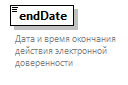 endDate
Дата и время окончания
действия электронной
доверенности